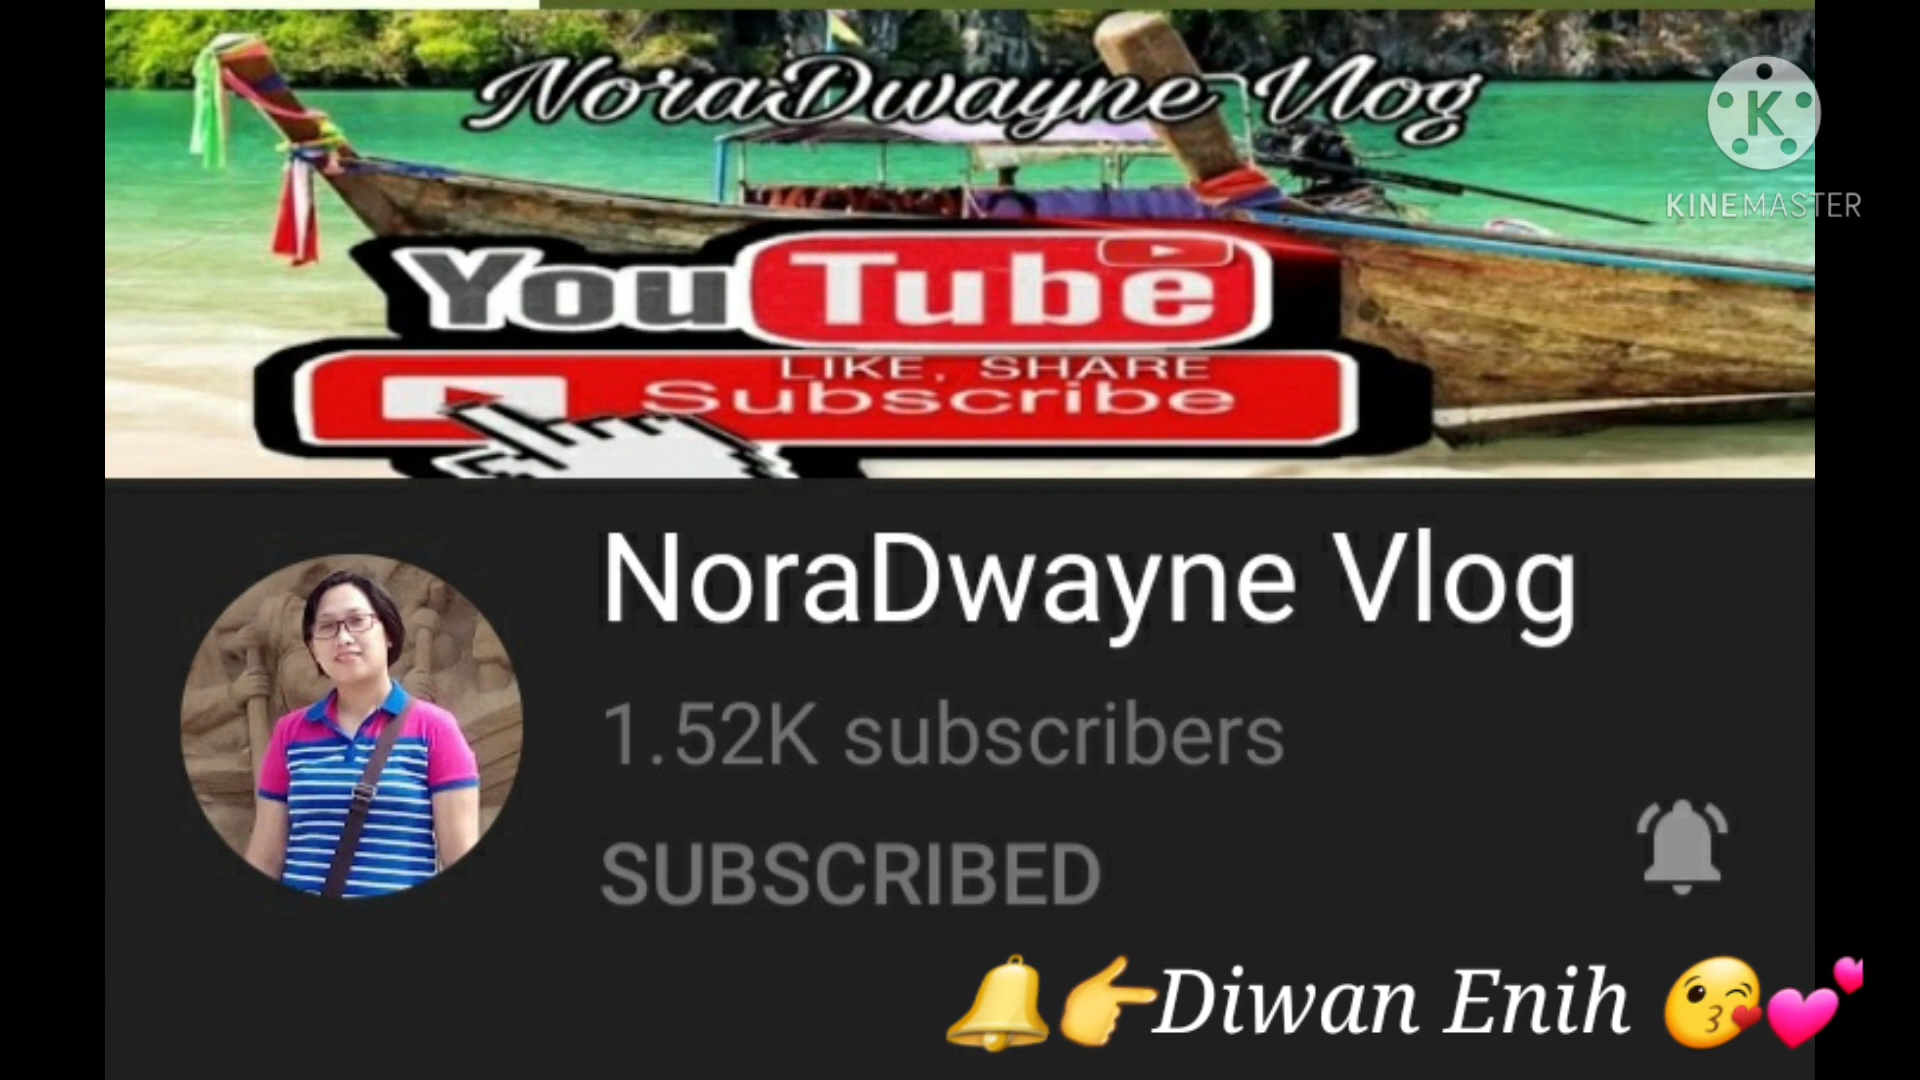 NoraDwayne Vlog
K
KINEMASTER
YouTube
LIKE, SHARE
Subscribe
NoraDwayne Vlog
1.52K subscribers
SUBSCRIBED
🔔👉Diwan Enih 😘💕